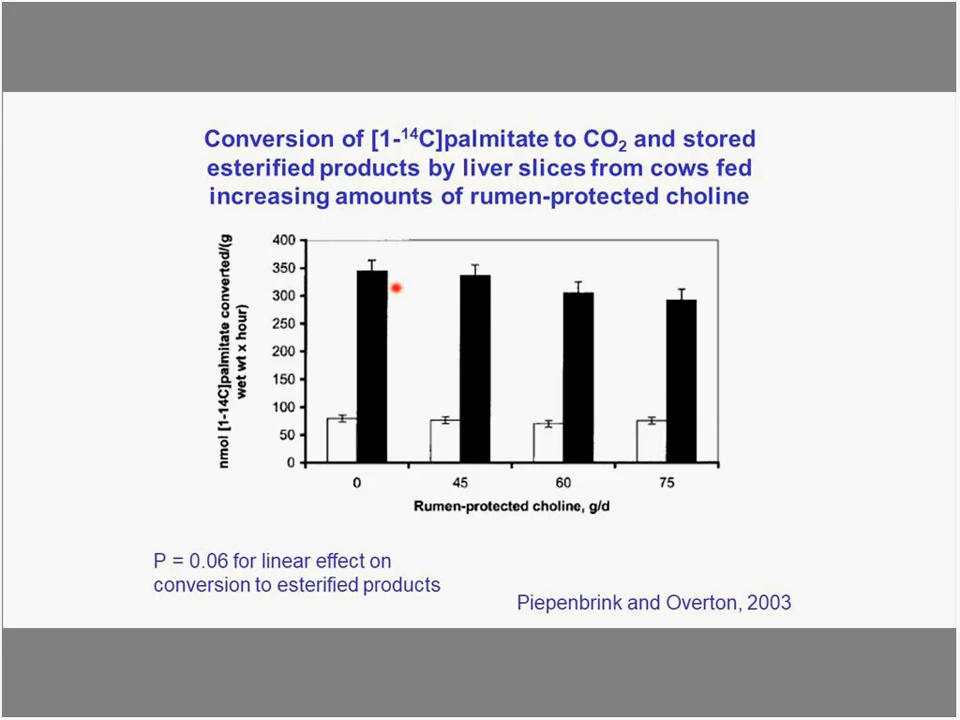 Conversion of [1-¹⁴C]palmitate to CO₂ and stored
esterified products by liver slices from cows fed
increasing amounts of rumen-protected choline
nmol [1-14C]palmitate converted/(g
wet wt x hour)
400
350
300
250
200
150
100
50
0
0 45 60 75
Rumen-protected choline, g/d
P = 0.06 for linear effect on
conversion to esterified products
Piepenbrink and Overton, 2003